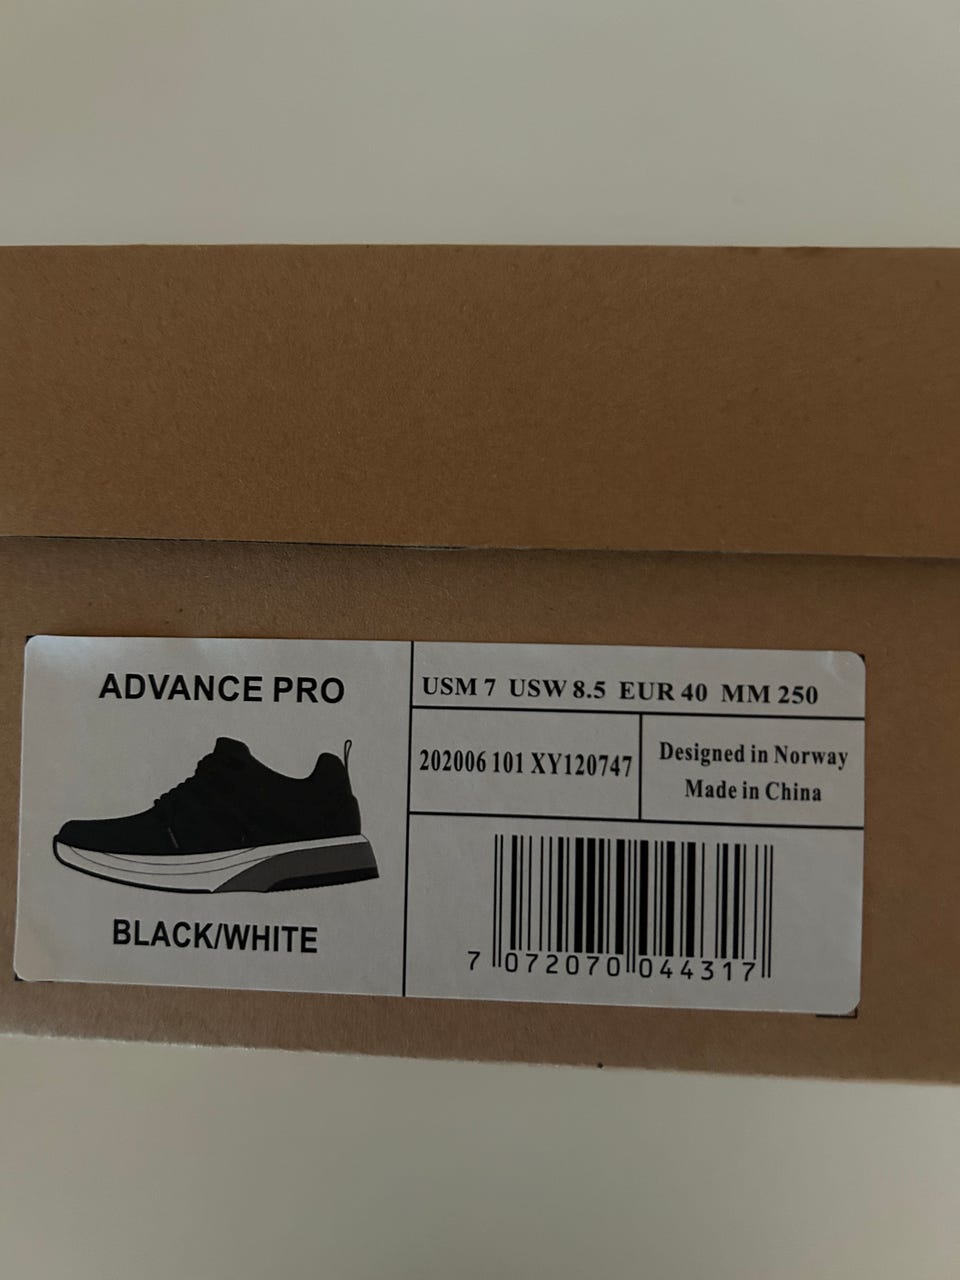 ADVANCE PRO
BLACK/WHITE
USM 7 USW 8.5 EUR 40 MM 250
202006 101 XY120747
Designed in Norway
Made in China
7 072070 044317